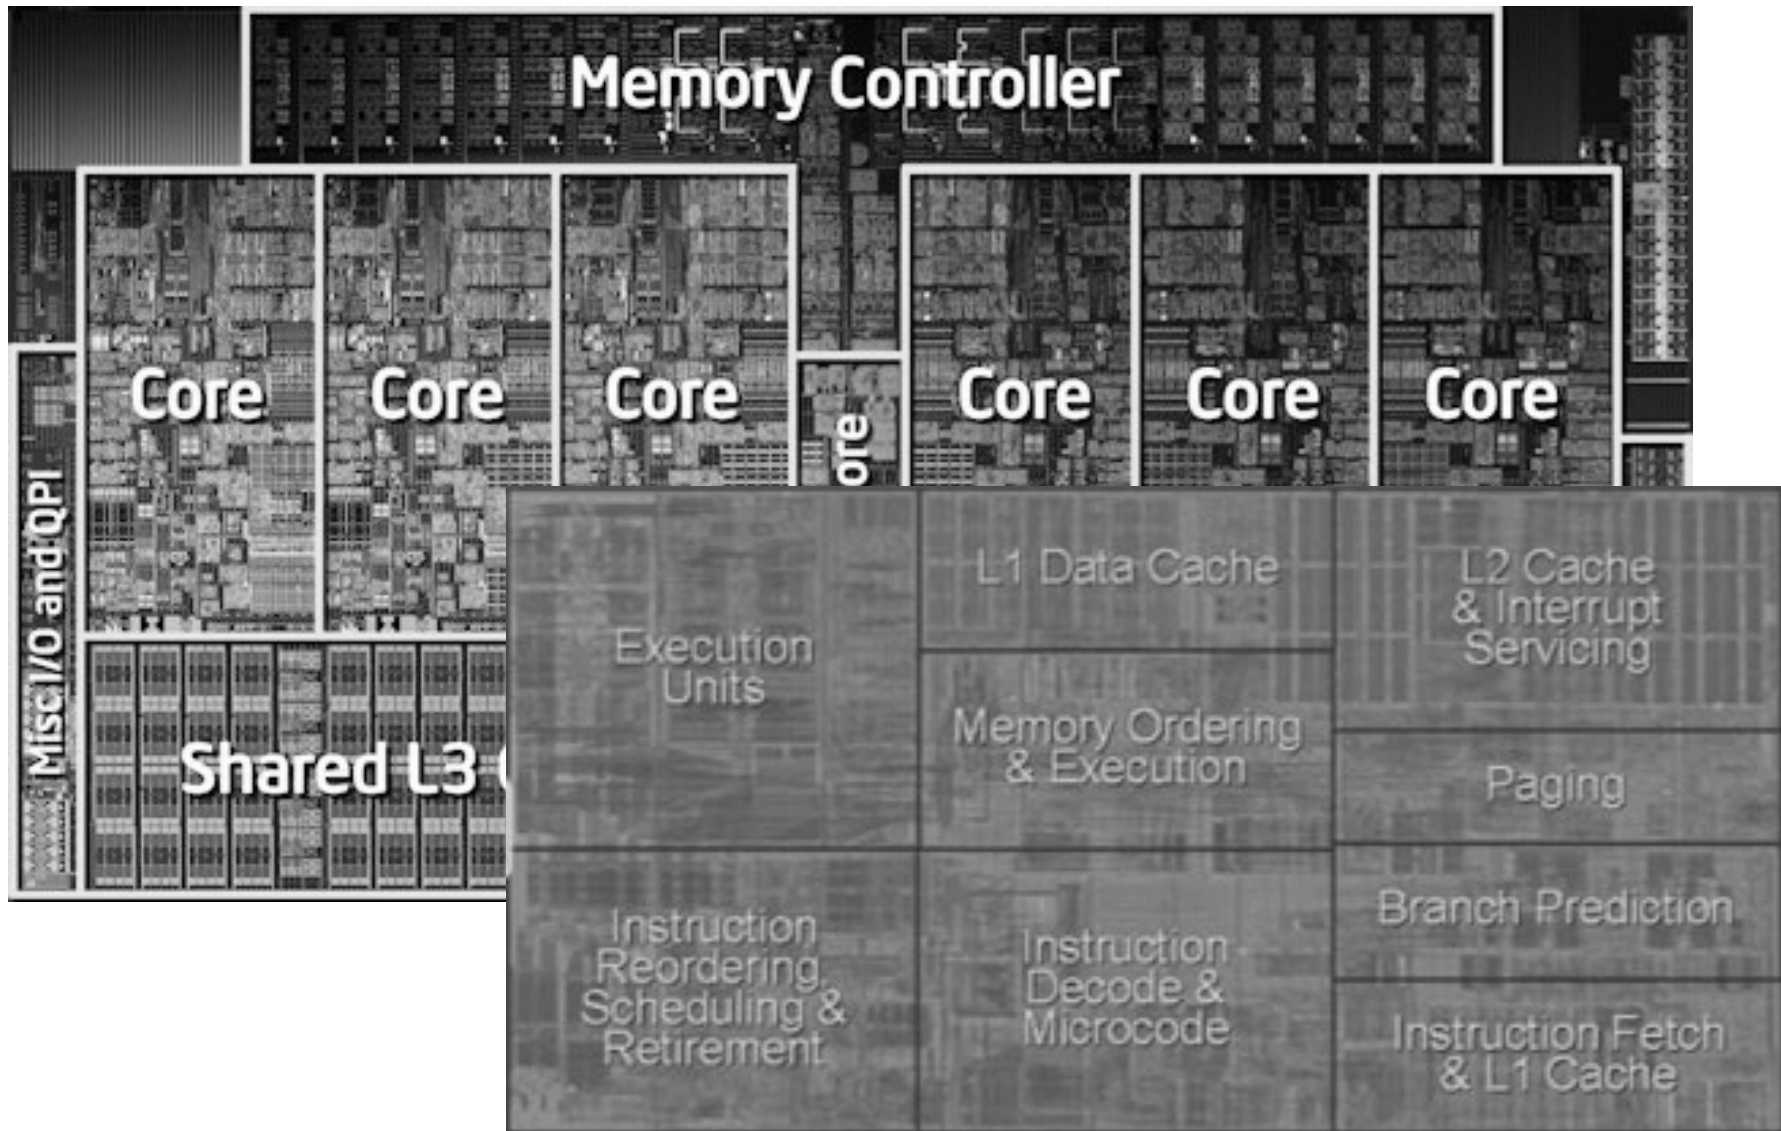 Memory Controller
Core
Core
Core
Core
Core
Core
ore
Misc I/O and QPI
Shared L3
Execution
Units
L1 Data Cache
L2 Cache
& Interrupt
Servicing
Memory Ordering
& Execution
Paging
Branch Prediction
Instruction
Reordering,
Scheduling &
Retirement
Instruction
Decode &
Microcode
Instruction Fetch
& L1 Cache